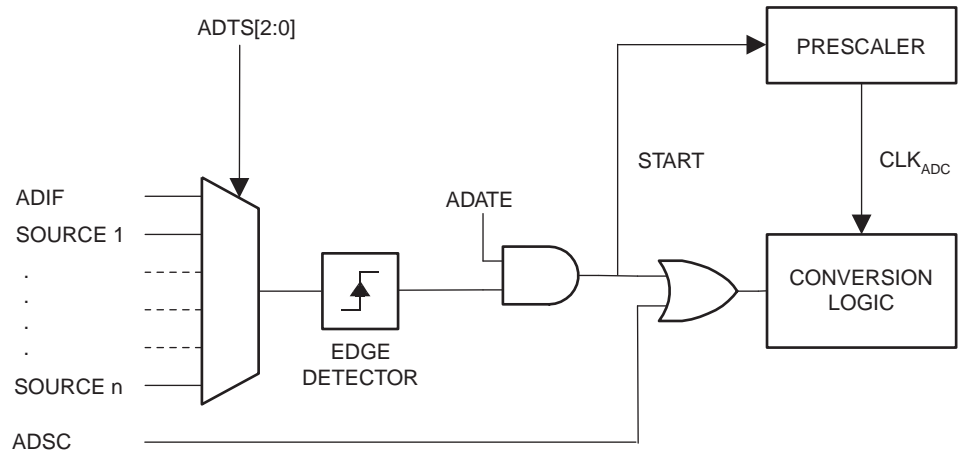 ADTS[2:0]
PRESCALER
START
CLKADC
ADIF
ADATE
SOURCE 1
.
.
.
.
CONVERSION
LOGIC
EDGE
DETECTOR
SOURCE n
ADSC